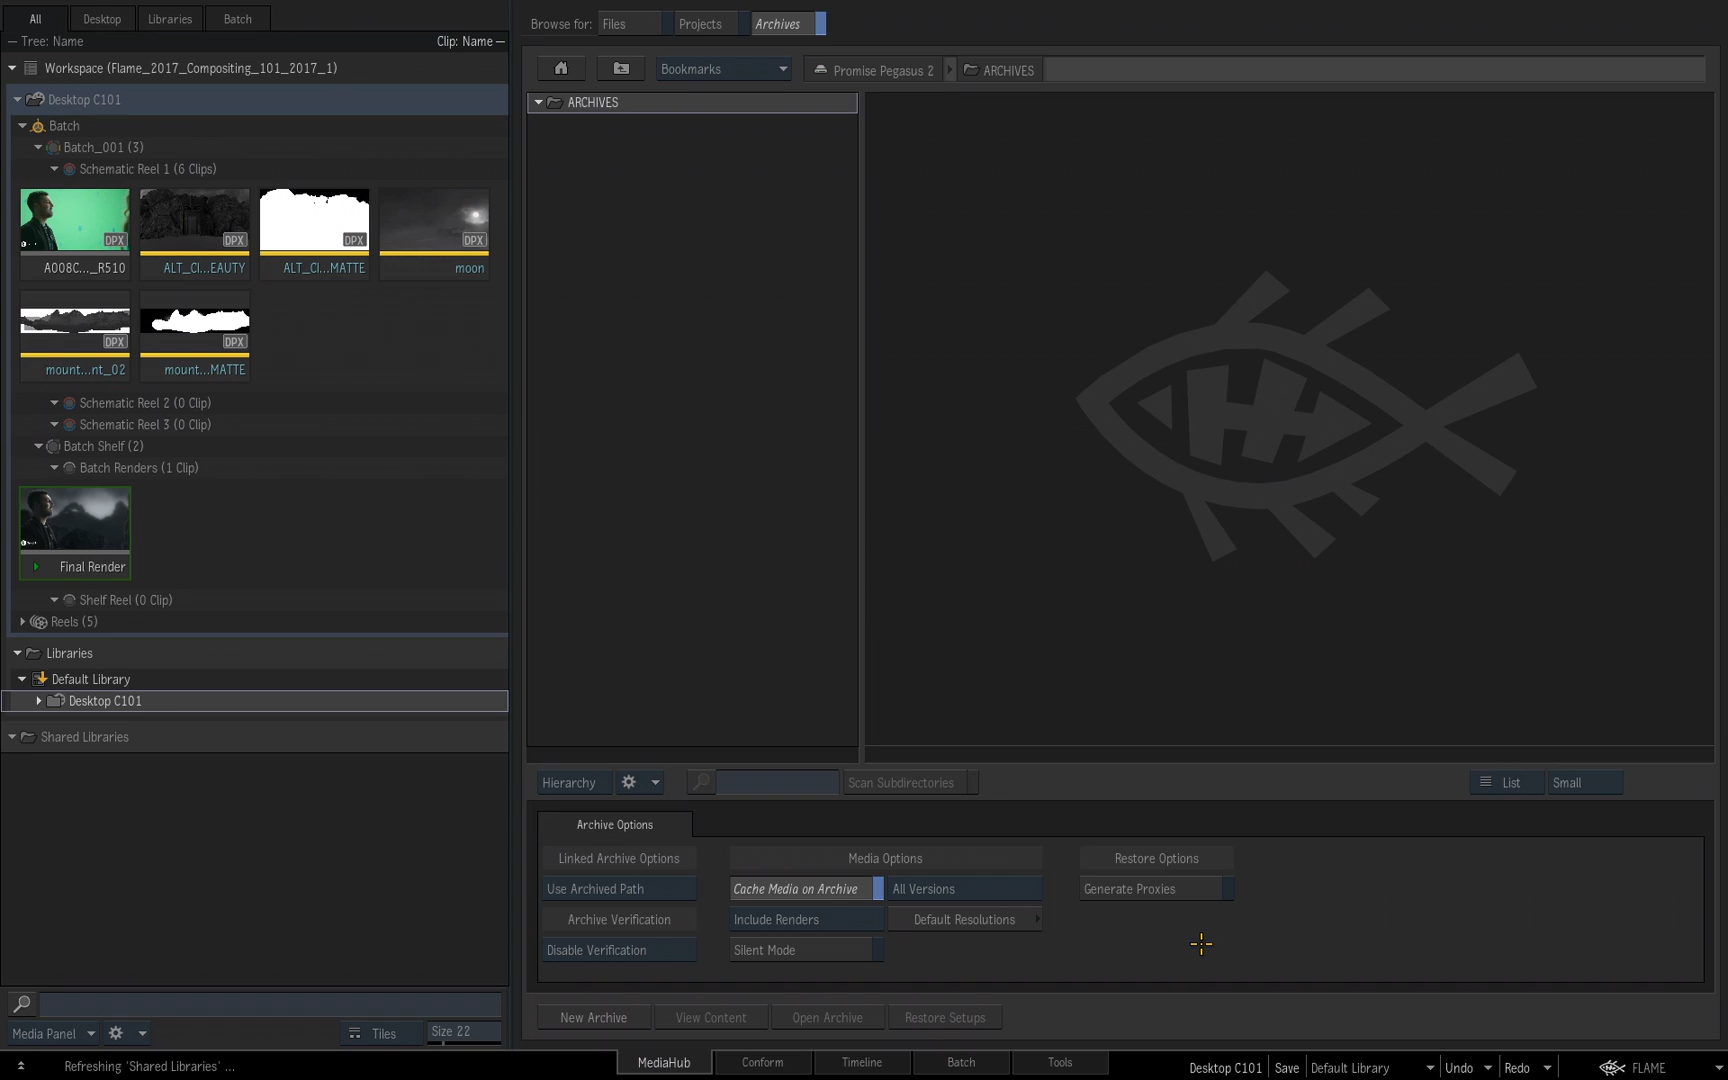 All Desktop Libraries Batch
Tree: Name Clip: Name
Workspace (Flame_2017_Compositing_101_2017_1)
Desktop C101
Batch
Batch_001 (3)
Schematic Reel 1 (6 Clips)
DPX DPX DPX DPX
A008C..._R510 ALT_Cl...EAUTY ALT_Cl...MATTE moon
DPX DPX
mount...nt_02 mount...MATTE
Schematic Reel 2 (0 Clip)
Schematic Reel 3 (0 Clip)
Batch Shelf (2)
Batch Renders (1 Clip)
Final Render
Shelf Reel (0 Clip)
Reels (5)
Libraries
Default Library
Desktop C101
Shared Libraries
Media Panel Tiles Size 22
Refreshing 'Shared Libraries' ...
Browse for: Files Projects Archives
Bookmarks Promise Pegasus 2 ARCHIVES
ARCHIVES
Hierarchy Scan Subdirectories List Small
Archive Options
Linked Archive Options Media Options Restore Options
Use Archived Path Cache Media on Archive All Versions Generate Proxies
Archive Verification Include Renders Default Resolutions
Disable Verification Silent Mode
New Archive View Content Open Archive Restore Setups
MediaHub Conform Timeline Batch Tools Desktop C101 Save Default Library Undo Redo FLAME